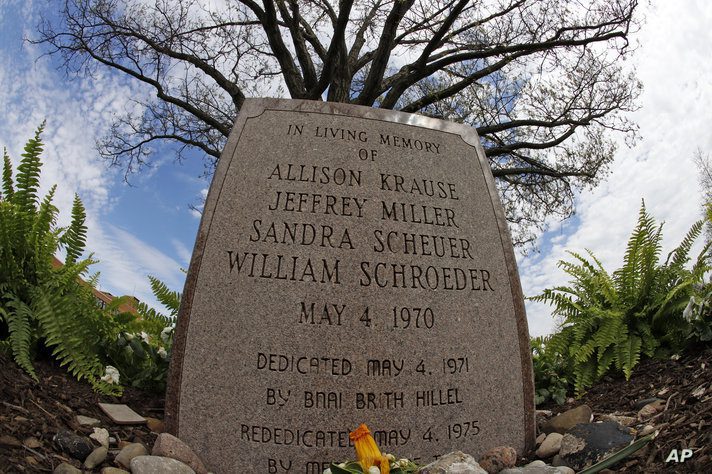 IN LIVING MEMORY
OF
ALLISON KRAUSE
JEFFREY MILLER
SANDRA SCHEUER
WILLIAM SCHROEDER
MAY 4, 1970
DEDICATED MAY 4, 1971
BY BNAI BRITH HILLEL
REDEDICATED MAY 4, 1975
BY
AP